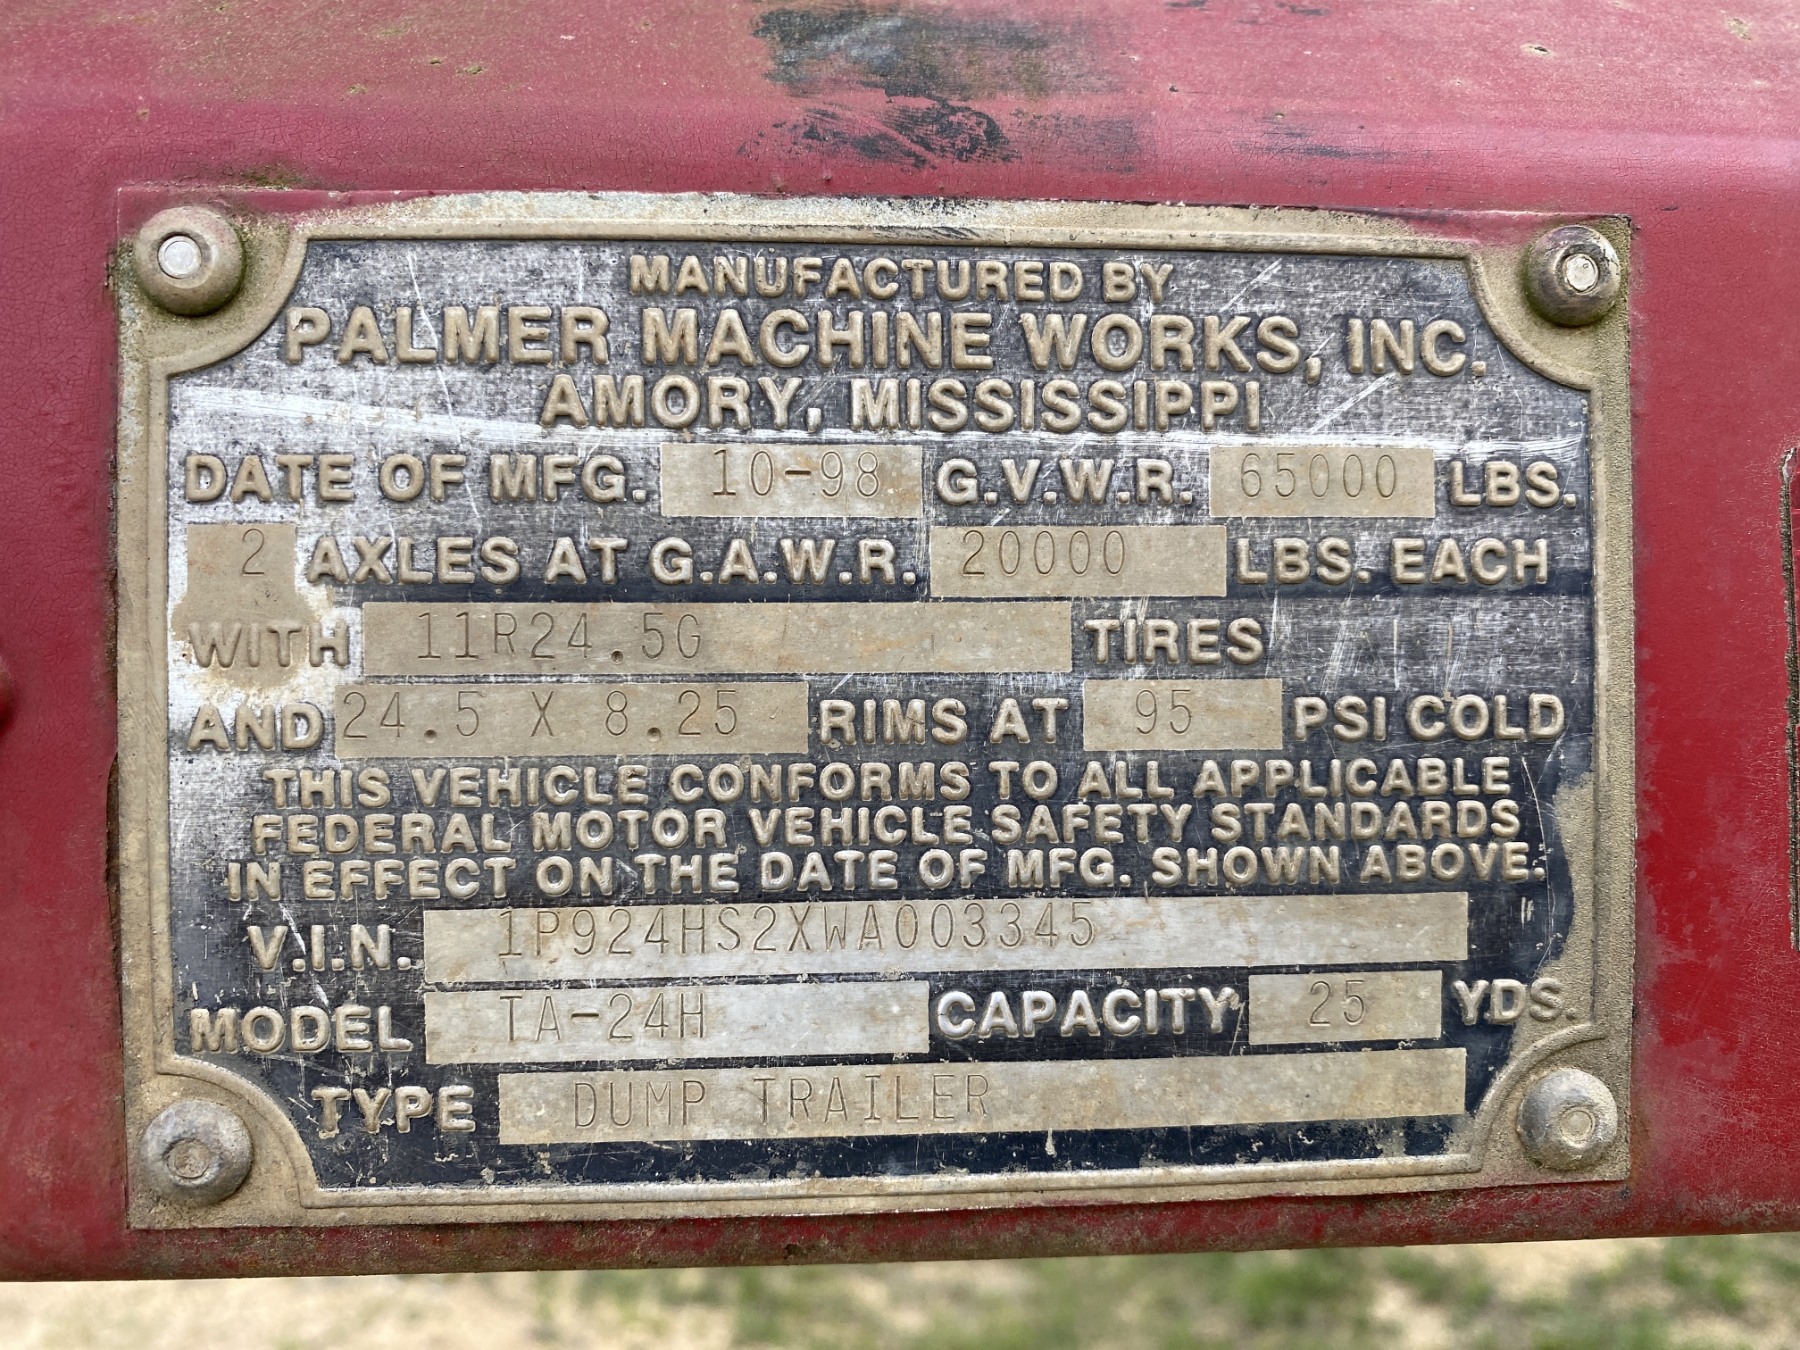 MANUFACTURED BY
PALMER MACHINE WORKS, INC.
AMORY, MISSISSIPPI
DATE OF MFG. 10-98 G.V.W.R. 65000 LBS.
2 AXLES AT G.A.W.R. 20000 LBS. EACH
WITH 11R24.5G TIRES
AND 24.5 X 8.25 RIMS AT 95 PSI COLD
THIS VEHICLE CONFORMS TO ALL APPLICABLE
FEDERAL MOTOR VEHICLE SAFETY STANDARDS
IN EFFECT ON THE DATE OF MFG. SHOWN ABOVE.
V.I.N. 1P924HS2XWA003345
MODEL TA-24H CAPACITY 25 YDS.
TYPE DUMP TRAILER